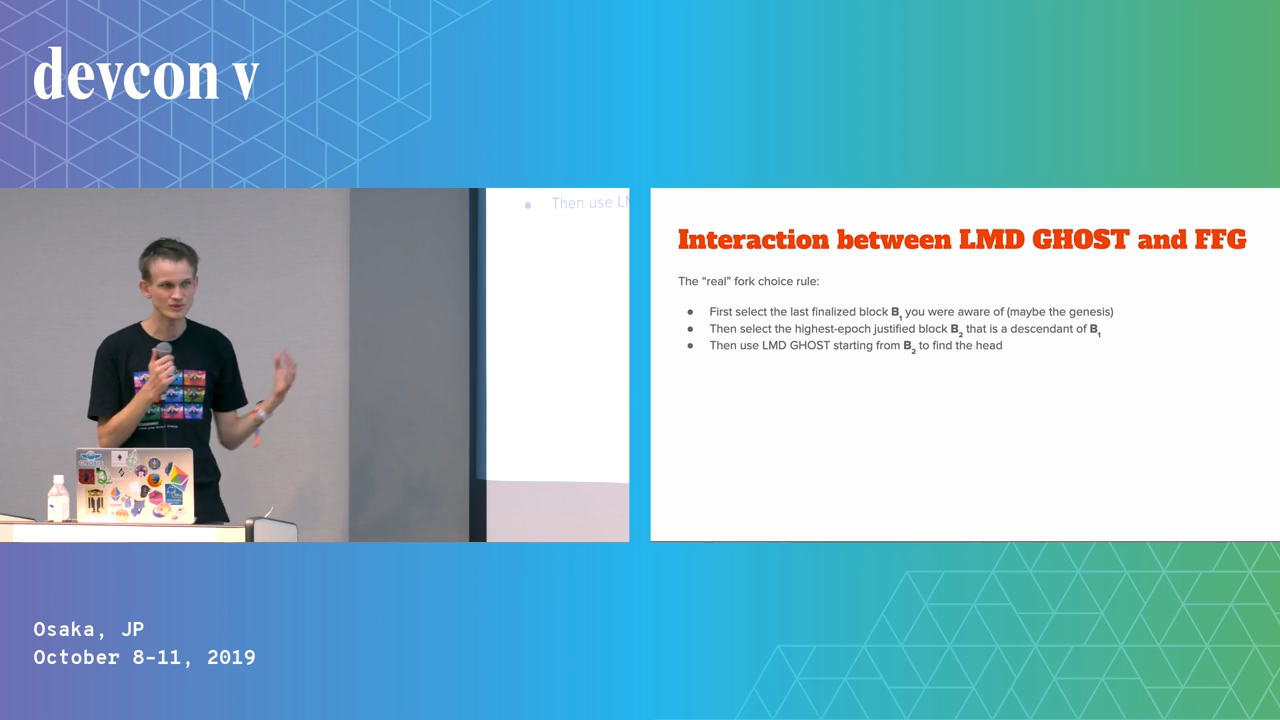 devcon v
Then use
Interaction between LMD GHOST and FFG
The “real” fork choice rule:
● First select the last finalized block B1 you were aware of (maybe the genesis)
● Then select the highest-epoch justified block B2 that is a descendant of B1
● Then use LMD GHOST starting from B2 to find the head
Osaka, JP
October 8-11, 2019